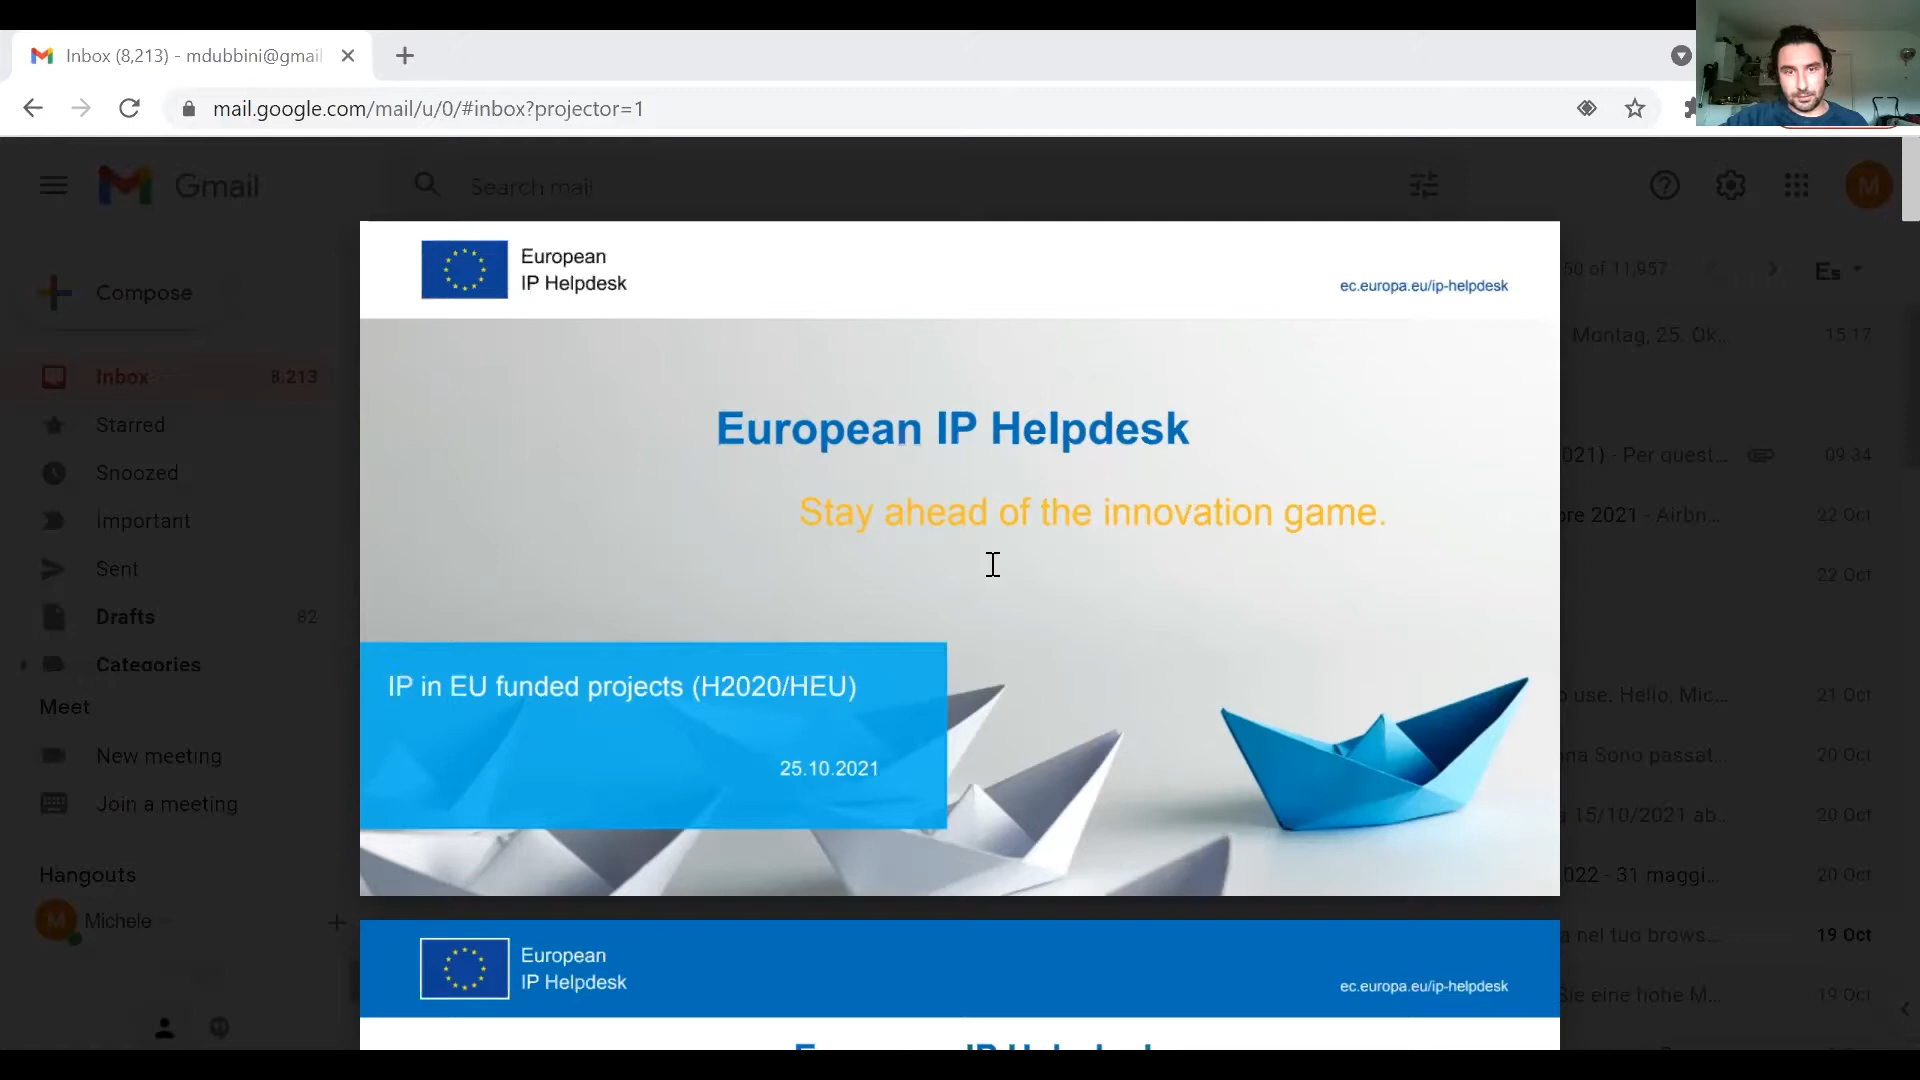 Inbox (8,213) - mdubbini@gmail
mail.google.com/mail/u/0/#inbox?projector=1
Gmail
Search mail
M
50 of 11,957
Es
Compose
Inbox 8,213
Starred
Snoozed
Important
Sent
Drafts 82
Categories
Meet
New meeting
Join a meeting
Hangouts
M
Michele
European
IP Helpdesk
ec.europa.eu/ip-helpdesk
European IP Helpdesk
Stay ahead of the innovation game.
IP in EU funded projects (H2020/HEU)
25.10.2021
European
IP Helpdesk
ec.europa.eu/ip-helpdesk
Montag, 25. Ok... 15:17
021) - Per quest... 09:34
re 2021 - Airbn... 22 Oct
22 Oct
o use. Hello, Mic... 21 Oct
na Sono passat... 20 Oct
15/10/2021 ab... 20 Oct
022 - 31 maggi... 20 Oct
a nel tuo brows... 19 Oct
Sie eine hohe M... 19 Oct